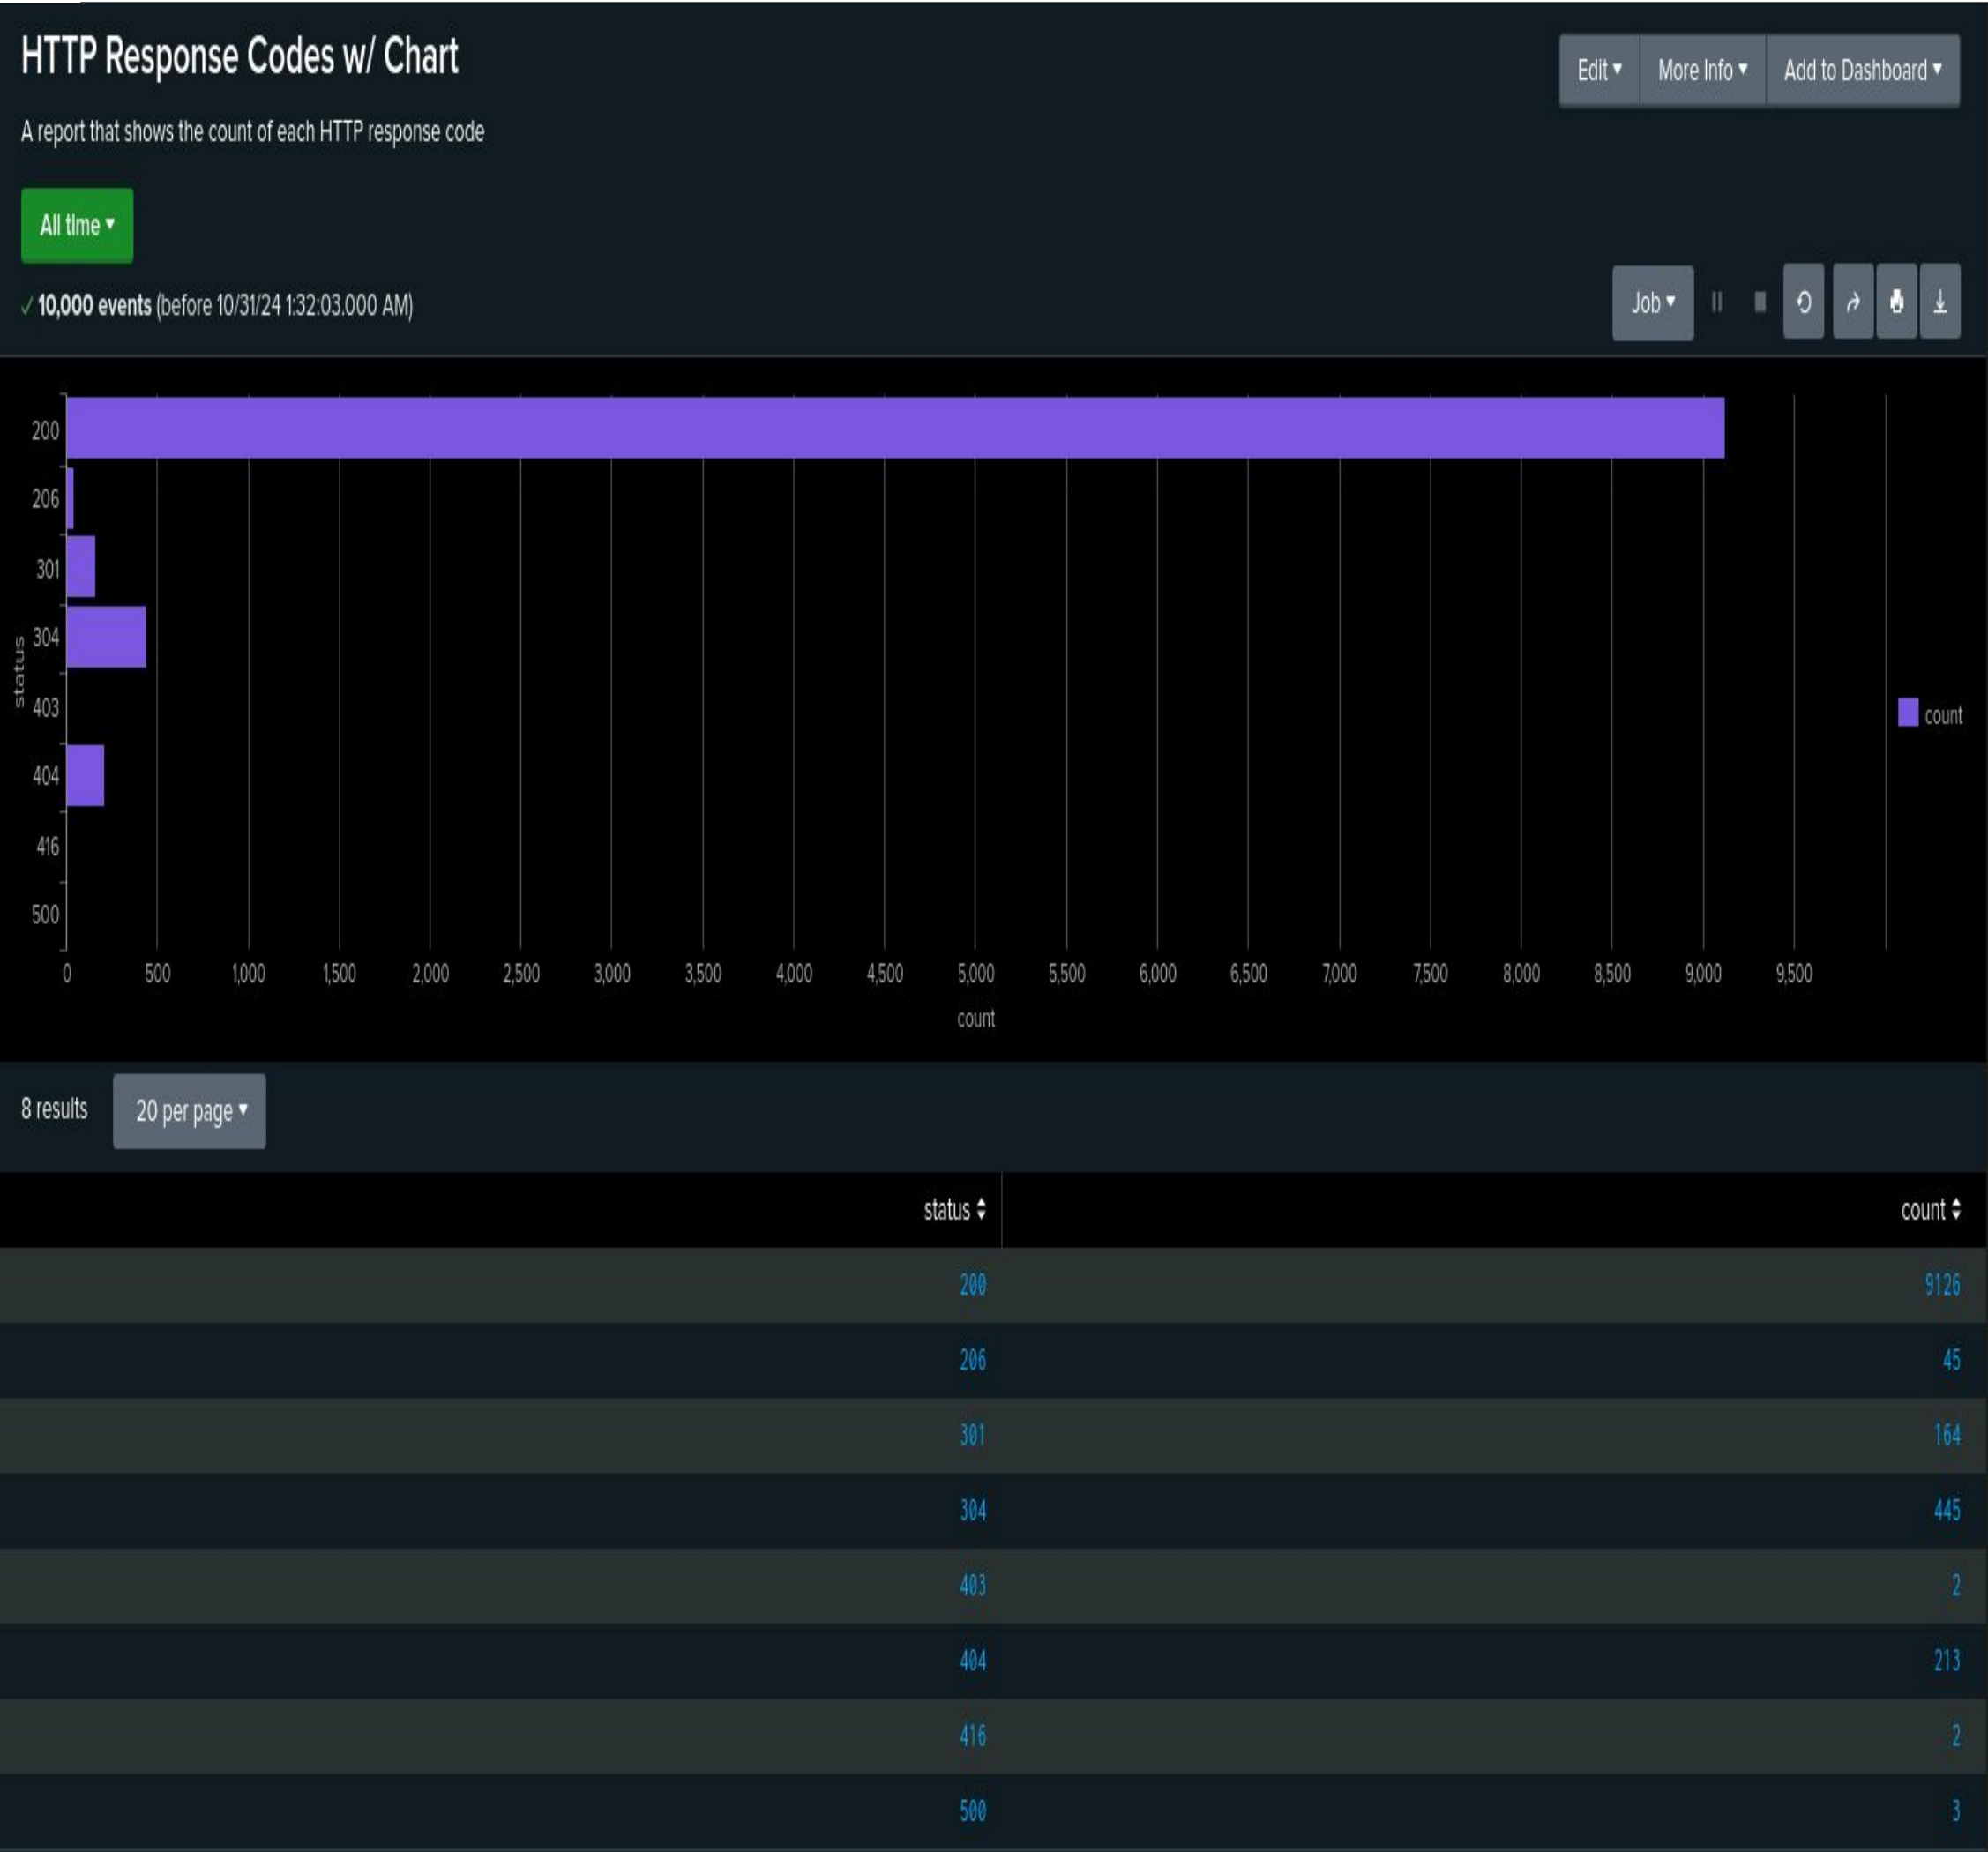 HTTP Response Codes w/ Chart
Edit ▾ More Info ▾ Add to Dashboard ▾
A report that shows the count of each HTTP response code
All time ▾
✓ 10,000 events (before 10/31/24 1:32:03.000 AM)
Job ▾
200
206
301
304
status
403
count
404
416
500
0 500 1,000 1,500 2,000 2,500 3,000 3,500 4,000 4,500 5,000 5,500 6,000 6,500 7,000 7,500 8,000 8,500 9,000 9,500
count
8 results 20 per page ▾
status count
200 9126
206 45
301 164
304 445
403 2
404 213
416 2
500 3